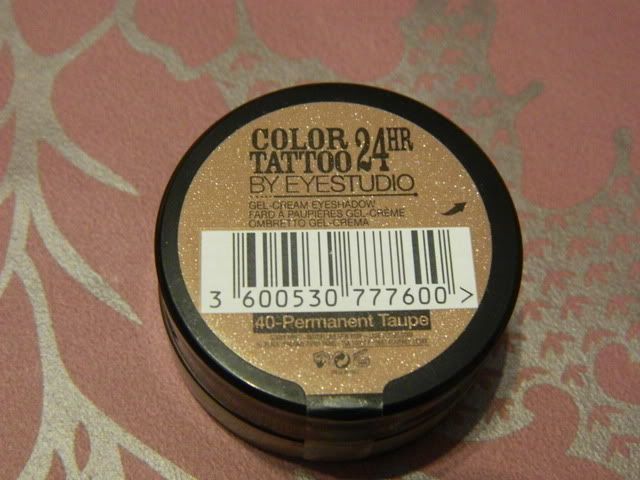 COLOR 24HR
TATTOO
BY EYESTUDIO
GEL-CREAM EYESHADOW
FARD À PAUPIÈRES GEL-CRÈME
OMBRETTO GEL-CREMA
3 600530 777600 >
40-Permanent Taupe